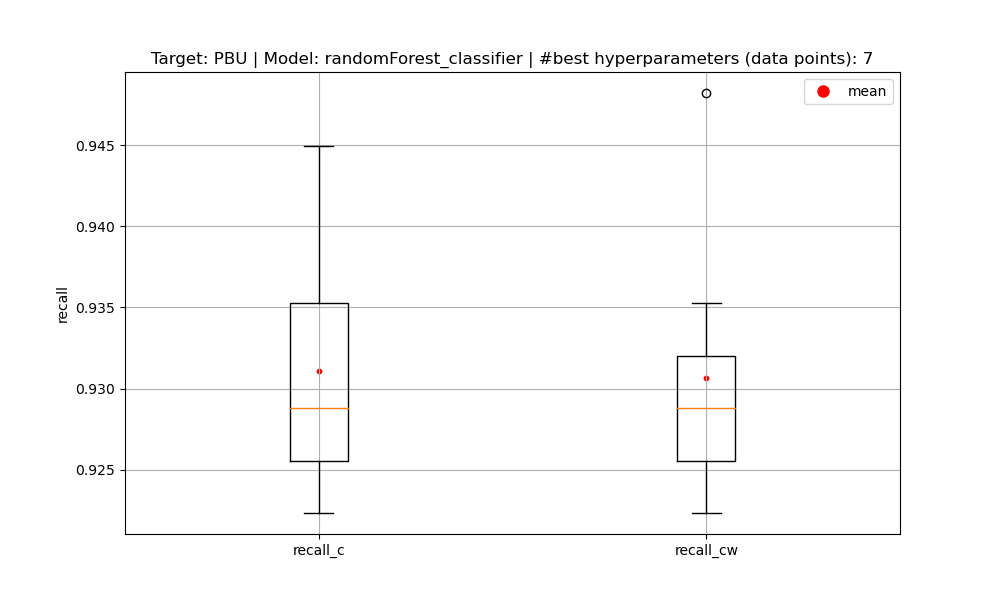 Target: PBU | Model: randomForest_classifier | #best hyperparameters (data points): 7
mean
recall
0.945
0.940
0.935
0.930
0.925
recall_c
recall_cw